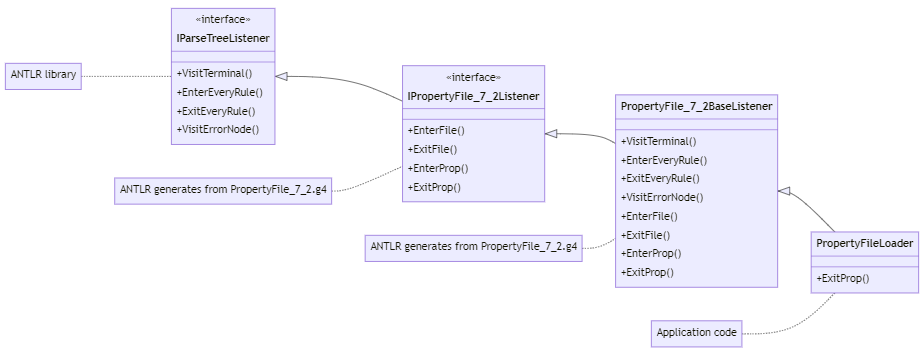 «interface»
IParseTreeListener
+VisitTerminal()
+EnterEveryRule()
+ExitEveryRule()
+VisitErrorNode()
ANTLR library
«interface»
IPropertyFile_7_2Listener
+EnterFile()
+ExitFile()
+EnterProp()
+ExitProp()
ANTLR generates from PropertyFile_7_2.g4
PropertyFile_7_2BaseListener
+VisitTerminal()
+EnterEveryRule()
+ExitEveryRule()
+VisitErrorNode()
+EnterFile()
+ExitFile()
+EnterProp()
+ExitProp()
ANTLR generates from PropertyFile_7_2.g4
PropertyFileLoader
+ExitProp()
Application code